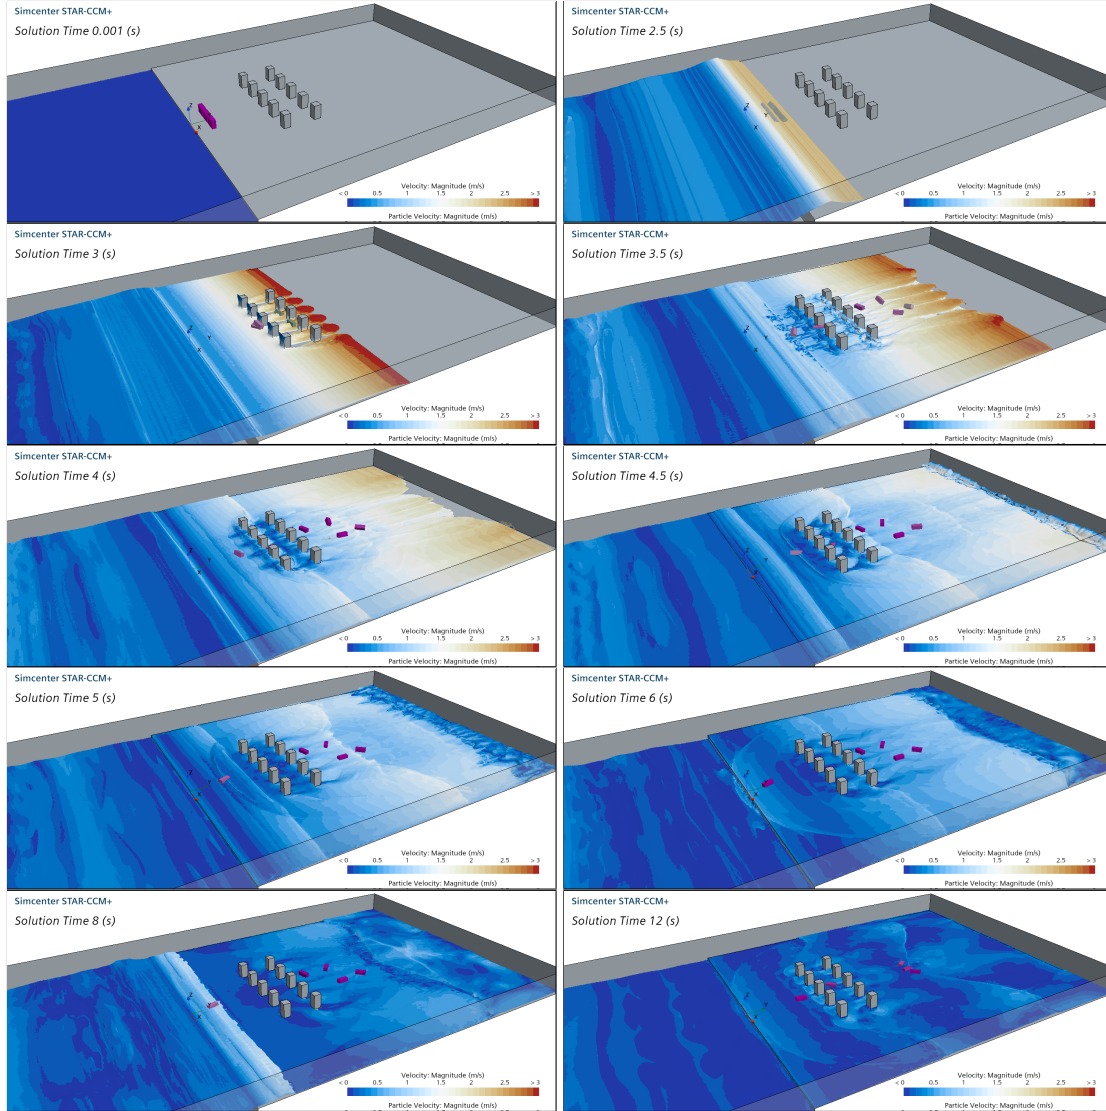 Simcenter STAR-CCM+
Solution Time 0.001 (s)
Z
X
Velocity: Magnitude (m/s)
< 0 0.5 1 1.5 2 2.5 > 3
Particle Velocity: Magnitude (m/s)
Simcenter STAR-CCM+
Solution Time 2.5 (s)
Z
Y
X
Velocity: Magnitude (m/s)
< 0 0.5 1 1.5 2 2.5 > 3
Particle Velocity: Magnitude (m/s)
Simcenter STAR-CCM+
Solution Time 3 (s)
Z
Y
X
Velocity: Magnitude (m/s)
< 0 0.5 1 1.5 2 2.5 > 3
Particle Velocity: Magnitude (m/s)
Simcenter STAR-CCM+
Solution Time 3.5 (s)
Z
Y
X
Velocity: Magnitude (m/s)
< 0 0.5 1 1.5 2 2.5 > 3
Particle Velocity: Magnitude (m/s)
Simcenter STAR-CCM+
Solution Time 4 (s)
Z
Y
X
Velocity: Magnitude (m/s)
< 0 0.5 1 1.5 2 2.5 > 3
Particle Velocity: Magnitude (m/s)
Simcenter STAR-CCM+
Solution Time 4.5 (s)
Z
Y
X
Velocity: Magnitude (m/s)
< 0 0.5 1 1.5 2 2.5 > 3
Particle Velocity: Magnitude (m/s)
Simcenter STAR-CCM+
Solution Time 5 (s)
Z
Y
X
Velocity: Magnitude (m/s)
< 0 0.5 1 1.5 2 2.5 > 3
Particle Velocity: Magnitude (m/s)
Simcenter STAR-CCM+
Solution Time 6 (s)
Z
Y
X
Velocity: Magnitude (m/s)
< 0 0.5 1 1.5 2 2.5 > 3
Particle Velocity: Magnitude (m/s)
Simcenter STAR-CCM+
Solution Time 8 (s)
Z
Y
X
Velocity: Magnitude (m/s)
< 0 0.5 1 1.5 2 2.5 > 3
Particle Velocity: Magnitude (m/s)
Simcenter STAR-CCM+
Solution Time 12 (s)
Z
Y
X
Velocity: Magnitude (m/s)
< 0 0.5 1 1.5 2 2.5 > 3
Particle Velocity: Magnitude (m/s)